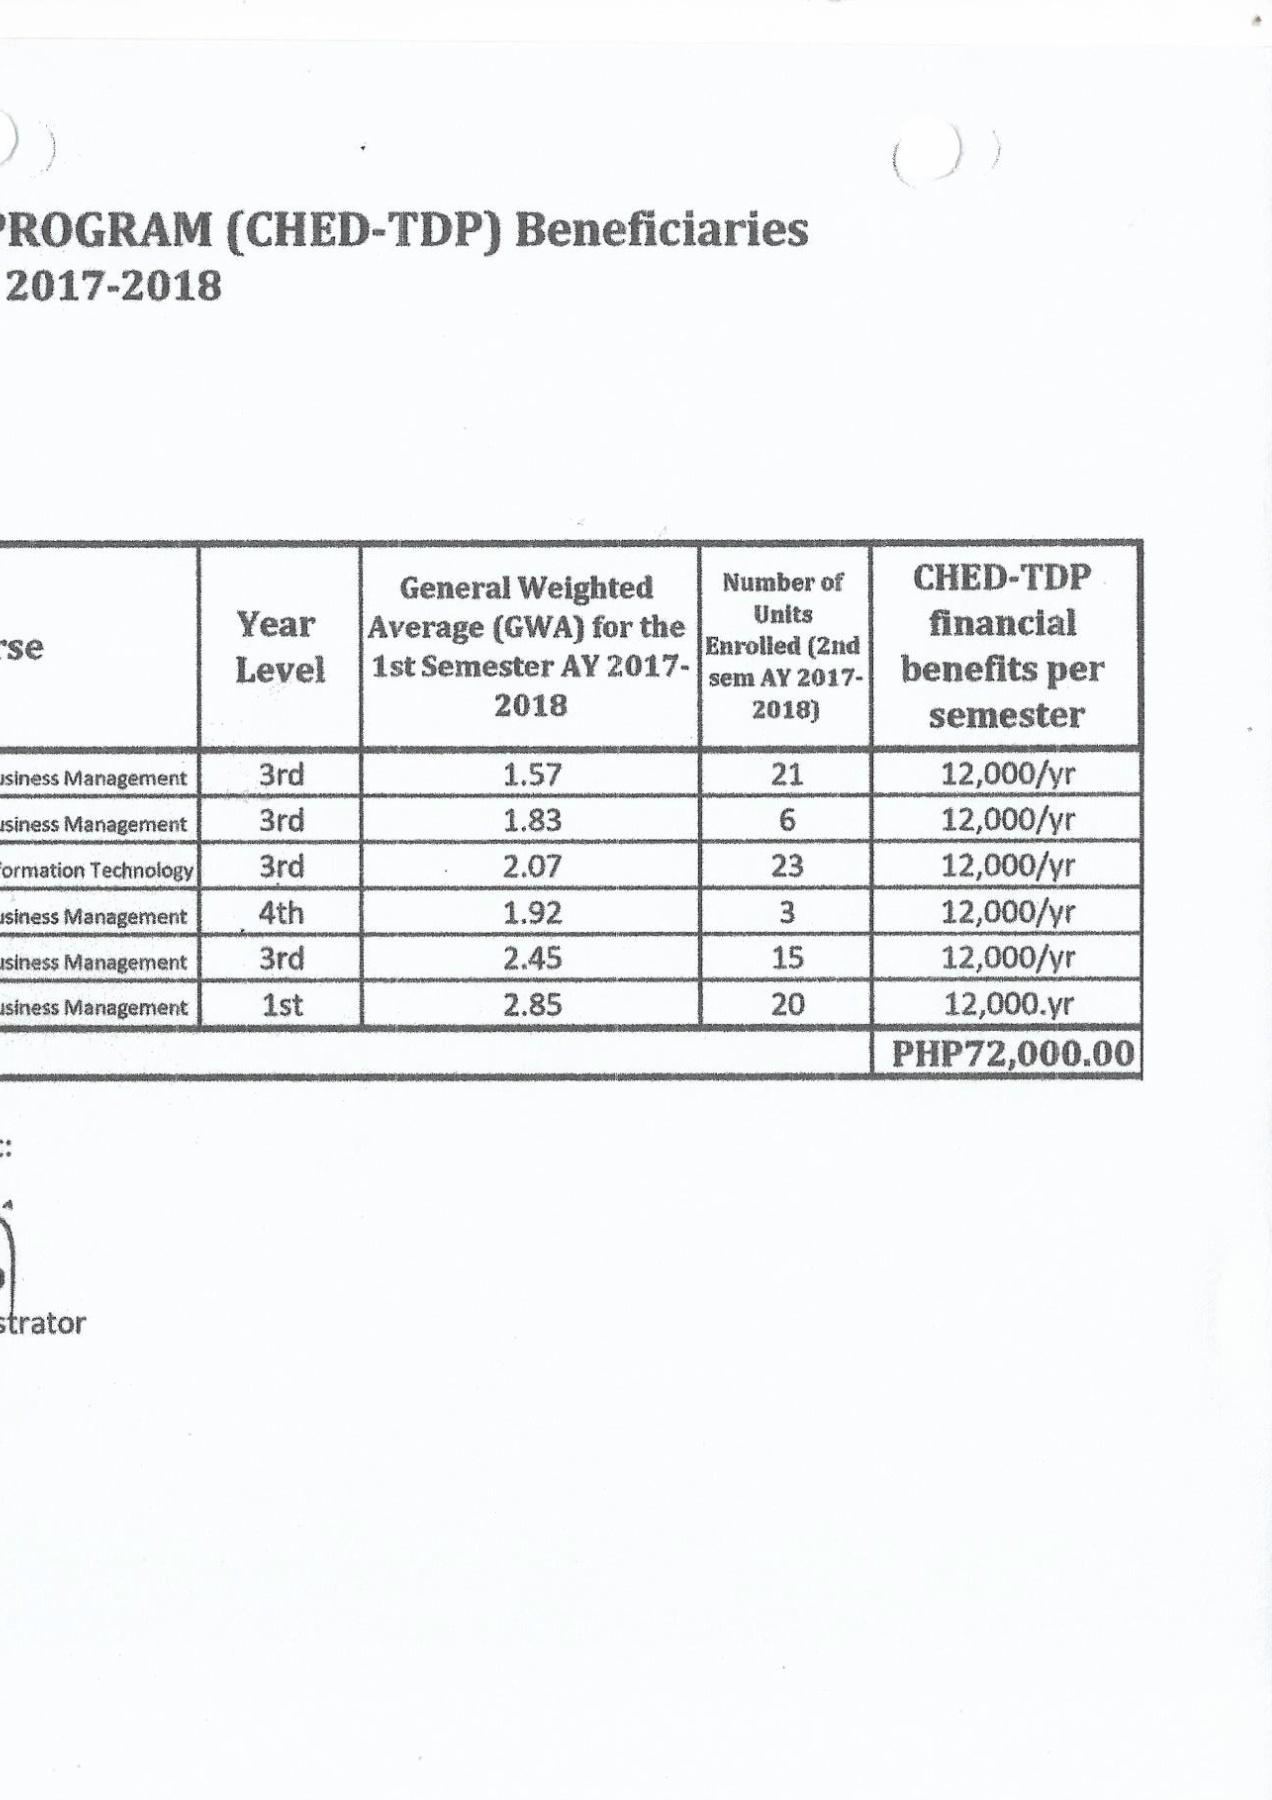 PROGRAM (CHED-TDP) Beneficiaries
2017-2018
rse
Year Level
General Weighted Average (GWA) for the 1st Semester AY 2017-2018
Number of Units Enrolled (2nd sem AY 2017-2018)
CHED-TDP financial benefits per semester
usiness Management 3rd 1.57 21 12,000/yr
usiness Management 3rd 1.83 6 12,000/yr
formation Technology 3rd 2.07 23 12,000/yr
usiness Management 4th 1.92 3 12,000/yr
usiness Management 3rd 2.45 15 12,000/yr
usiness Management 1st 2.85 20 12,000.yr
PHP72,000.00
strator